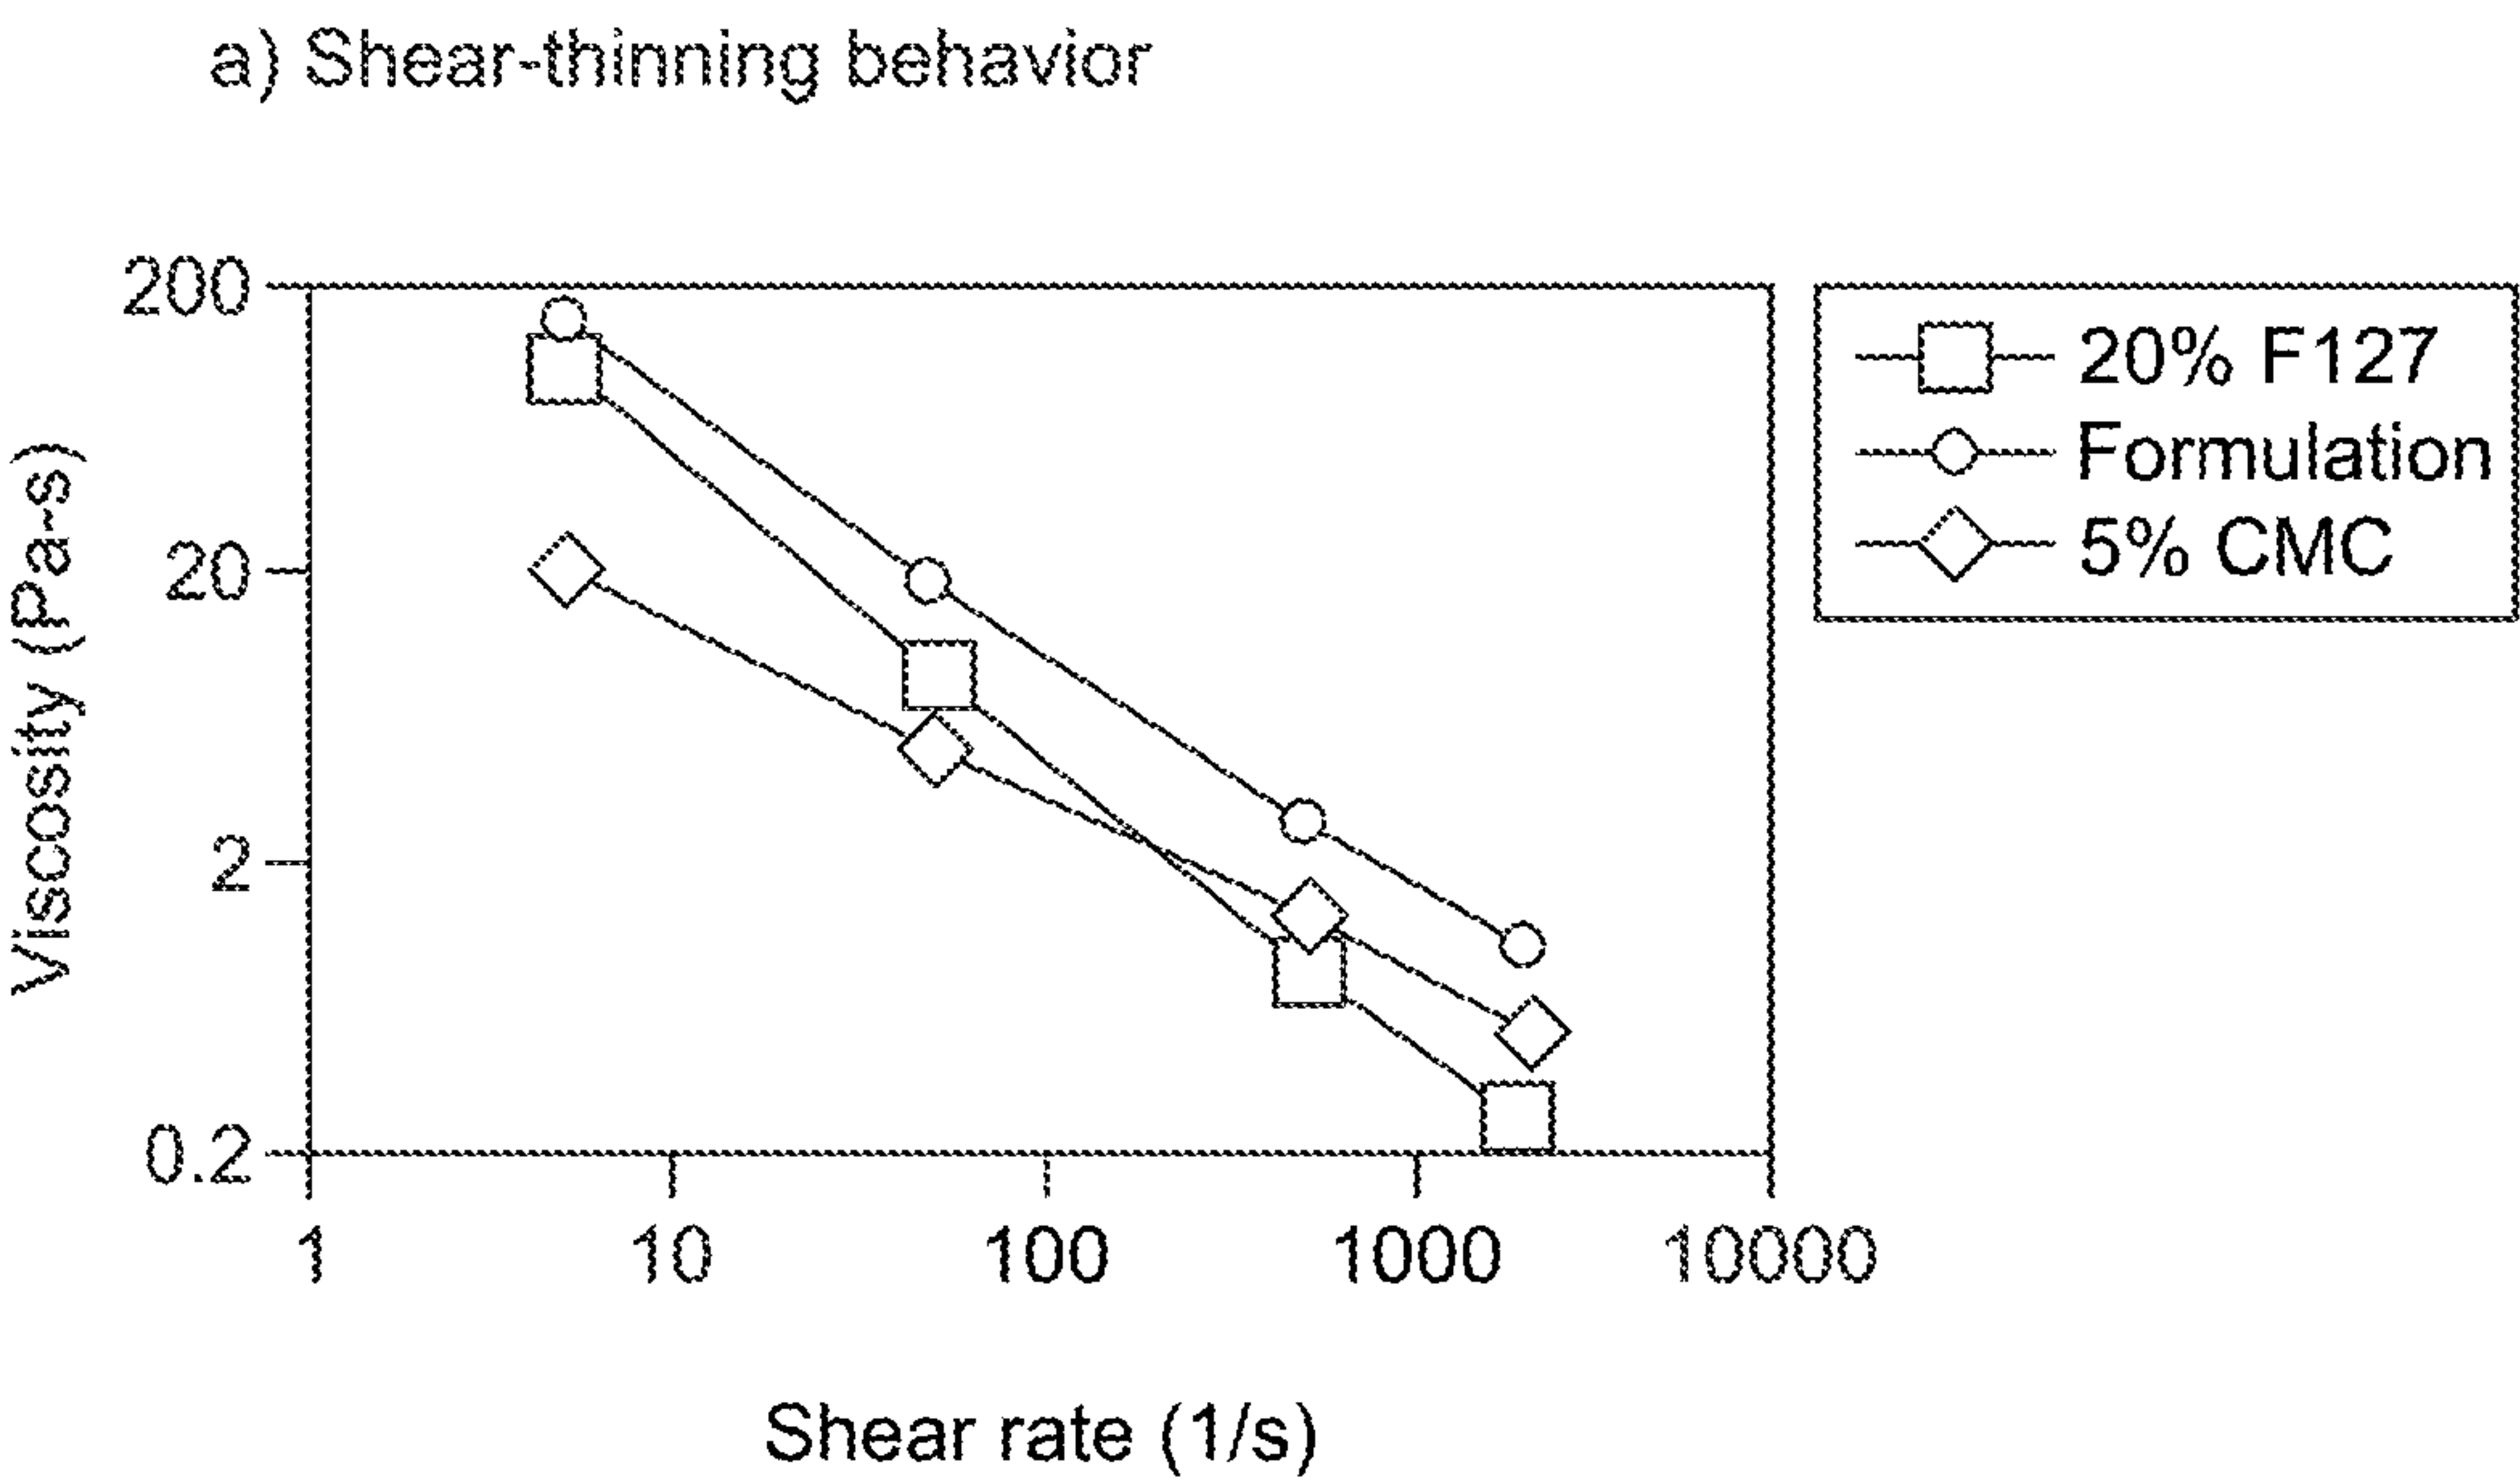 a) Shear-thinning behavior
200
20
2
0.2
Viscosity (Pa-s)
1
10
100
1000
10000
Shear rate (1/s)
20% F127
Formulation
5% CMC